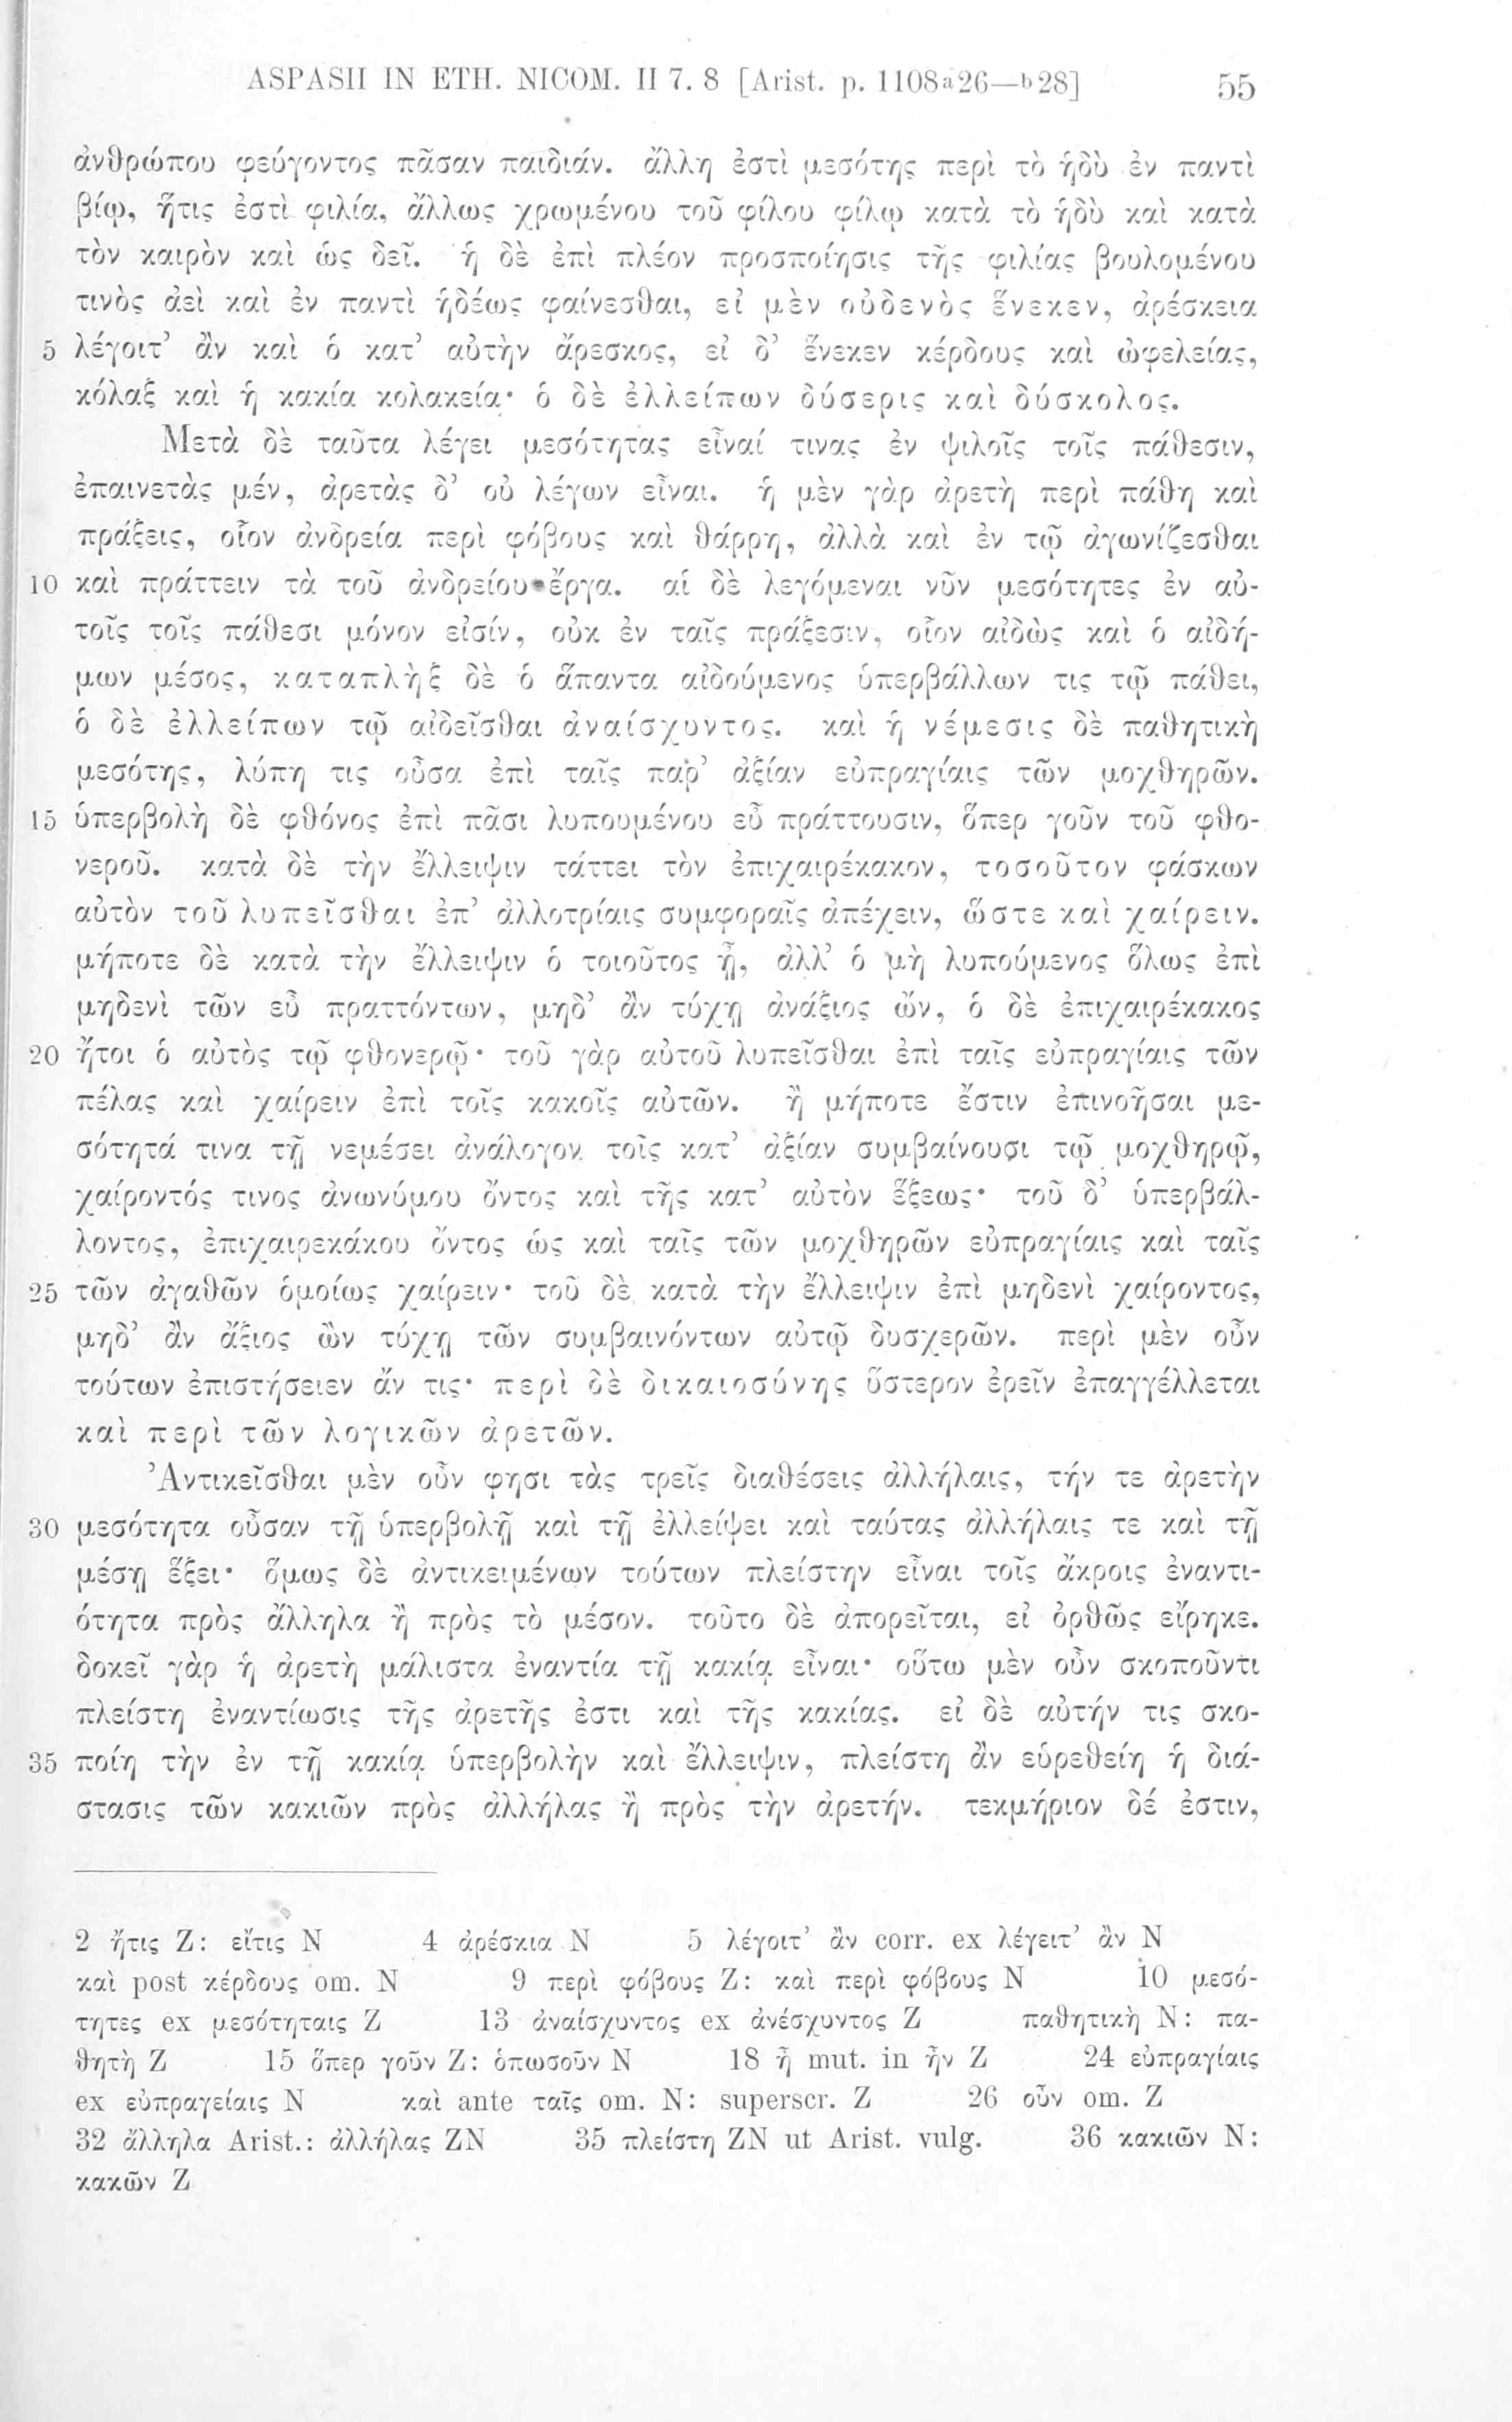 ASPASII IN ETH. NICOM. II 7. 8 [Arist. p. 1108a26—b28] 55
ἀνθρώπου φεύγοντος πᾶσαν παιδιάν. ἄλλη ἐστὶ μεσότης περὶ τὸ ἡδὺ ἐν παντὶ
βίῳ, ἥτις ἐστὶ φιλία, ἄλλως χρωμένου τοῦ φίλου φίλῳ κατὰ τὸ ἡδὺ καὶ κατὰ
τὸν καιρὸν καὶ ὡς δεῖ. ἡ δὲ ἐπὶ πλέον προσποίησις τῆς φιλίας βουλομένου
τινὸς ἀεὶ καὶ ἐν παντὶ ἡδέως φαίνεσθαι, εἰ μὲν οὐδενὸς ἕνεκεν, ἀρέσκεια
5 λέγοιτ’ ἂν καὶ ὁ κατ’ αὐτὴν ἄρεσκος, εἰ δ’ ἕνεκεν κέρδους καὶ ὠφελείας,
κόλαξ καὶ ἡ κακία κολακεία· ὁ δὲ ἐλλείπων δύσερις καὶ δύσκολος.
Μετὰ δὲ ταῦτα λέγει μεσότητας εἶναί τινας ἐν ψιλοῖς τοῖς πάθεσιν,
ἐπαινετὰς μέν, ἀρετὰς δ’ οὐ λέγων εἶναι. ἡ μὲν γὰρ ἀρετὴ περὶ πάθη καὶ
πράξεις, οἷον ἀνδρεία περὶ φόβους καὶ θάρρη, ἀλλὰ καὶ ἐν τῷ ἀγωνίζεσθαι
10 καὶ πράττειν τὰ τοῦ ἀνδρείου ἔργα. αἱ δὲ λεγόμεναι νῦν μεσότητες ἐν αὐ-
τοῖς τοῖς πάθεσι μόνον εἰσίν, οὐκ ἐν ταῖς πράξεσιν, οἷον αἰδὼς καὶ ὁ αἰδή-
μων μέσος, καταπλὴξ δὲ ὁ ἅπαντα αἰδούμενος ὑπερβάλλων τις τῷ πάθει,
ὁ δὲ ἐλλείπων τῷ αἰδεῖσθαι ἀναίσχυντος. καὶ ἡ νέμεσις δὲ παθητικὴ
μεσότης, λύπη τις οὖσα ἐπὶ ταῖς παρ’ ἀξίαν εὐπραγίαις τῶν μοχθηρῶν.
15 ὑπερβολὴ δὲ φθόνος ἐπὶ πᾶσι λυπουμένου εὖ πράττουσιν, ὅπερ γοῦν τοῦ φθο-
νεροῦ. κατὰ δὲ τὴν ἔλλειψιν τάττει τὸν ἐπιχαιρέκακον, τοσοῦτον φάσκων
αὐτὸν τοῦ λυπεῖσθαι ἐπ’ ἀλλοτρίαις συμφοραῖς ἀπέχειν, ὥστε καὶ χαίρειν.
μήποτε δὲ κατὰ τὴν ἔλλειψιν ὁ τοιοῦτος ᾖ, ἀλλ’ ὁ μὴ λυπούμενος ὅλως ἐπὶ
μηδενὶ τῶν εὖ πραττόντων, μηδ’ ἂν τύχῃ ἀνάξιος ὤν, ὁ δὲ ἐπιχαιρέκακος
20 ἤτοι ὁ αὐτὸς τῷ φθονερῷ· τοῦ γὰρ αὐτοῦ λυπεῖσθαι ἐπὶ ταῖς εὐπραγίαις τῶν
πέλας καὶ χαίρειν ἐπὶ τοῖς κακοῖς αὐτῶν. ἢ μήποτε ἔστιν ἐπινοῆσαι με-
σότητά τινα τῇ νεμέσει ἀνάλογον τοῖς κατ’ ἀξίαν συμβαίνουσι τῷ μοχθηρῷ,
χαίροντός τινος ἀνωνύμου ὄντος καὶ τῆς κατ’ αὐτὸν ἕξεως· τοῦ δ’ ὑπερβάλ-
λοντος, ἐπιχαιρεκάκου ὄντος ὡς καὶ ταῖς τῶν μοχθηρῶν εὐπραγίαις καὶ ταῖς
25 τῶν ἀγαθῶν ὁμοίως χαίρειν· τοῦ δὲ κατὰ τὴν ἔλλειψιν ἐπὶ μηδενὶ χαίροντος,
μηδ’ ἂν ἄξιος ὢν τύχῃ τῶν συμβαινόντων αὐτῷ δυσχερῶν. περὶ μὲν οὖν
τούτων ἐπιστήσειεν ἄν τις· περὶ δὲ δικαιοσύνης ὕστερον ἐρεῖν ἐπαγγέλλεται
καὶ περὶ τῶν λογικῶν ἀρετῶν.
Ἀντικεῖσθαι μὲν οὖν φησι τὰς τρεῖς διαθέσεις ἀλλήλαις, τήν τε ἀρετὴν
30 μεσότητα οὖσαν τῇ ὑπερβολῇ καὶ τῇ ἐλλείψει καὶ ταύτας ἀλλήλαις τε καὶ τῇ
μέσῃ ἕξει· ὅμως δὲ ἀντικειμένων τούτων πλείστην εἶναι τοῖς ἄκροις ἐναντι-
ότητα πρὸς ἄλληλα ἢ πρὸς τὸ μέσον. τοῦτο δὲ ἀπορεῖται, εἰ ὀρθῶς εἴρηκε.
δοκεῖ γὰρ ἡ ἀρετὴ μάλιστα ἐναντία τῇ κακίᾳ εἶναι· οὕτω μὲν οὖν σκοποῦντι
πλείστη ἐναντίωσις τῆς ἀρετῆς ἐστι καὶ τῆς κακίας. εἰ δὲ αὐτήν τις σκο-
35 ποίη τὴν ἐν τῇ κακίᾳ ὑπερβολὴν καὶ ἔλλειψιν, πλείστη ἂν εὑρεθείη ἡ διά-
στασις τῶν κακιῶν πρὸς ἀλλήλας ἢ πρὸς τὴν ἀρετήν. τεκμήριον δέ ἐστιν,
2 ἥτις Z: εἴτις N 4 ἀρέσκια N 5 λέγοιτ’ ἂν corr. ex λέγειτ’ ἂν N
καὶ post κέρδους om. N 9 περὶ φόβους Z: καὶ περὶ φόβους N 10 μεσό-
τητες ex μεσότηταις Z 13 ἀναίσχυντος ex ἀνέσχυντος Z παθητικὴ N: πα-
θητὴ Z 15 ὅπερ γοῦν Z: ὁπωσοῦν N 18 ᾖ mut. in ἦν Z 24 εὐπραγίαις
ex εὐπραγείαις N καὶ ante ταῖς om. N: superscr. Z 26 οὖν om. Z
32 ἄλληλα Arist.: ἀλλήλας ZN 35 πλείστη ZN ut Arist. vulg. 36 κακιῶν N:
κακῶν Z